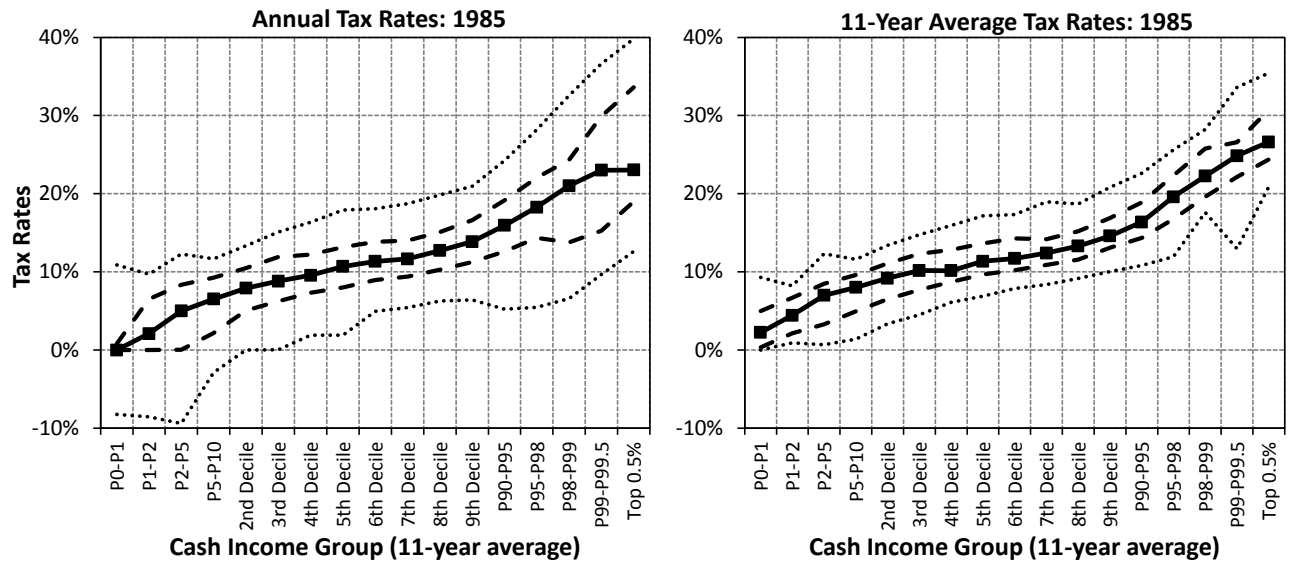 Annual Tax Rates: 1985
40%
30%
20%
10%
0%
-10%
Tax Rates
P0-P1
P1-P2
P2-P5
P5-P10
2nd Decile
3rd Decile
4th Decile
5th Decile
6th Decile
7th Decile
8th Decile
9th Decile
P90-P95
P95-P98
P98-P99
P99-P99.5
Top 0.5%
Cash Income Group (11-year average)
11-Year Average Tax Rates: 1985
40%
30%
20%
10%
0%
-10%
P0-P1
P1-P2
P2-P5
P5-P10
2nd Decile
3rd Decile
4th Decile
5th Decile
6th Decile
7th Decile
8th Decile
9th Decile
P90-P95
P95-P98
P98-P99
P99-P99.5
Top 0.5%
Cash Income Group (11-year average)